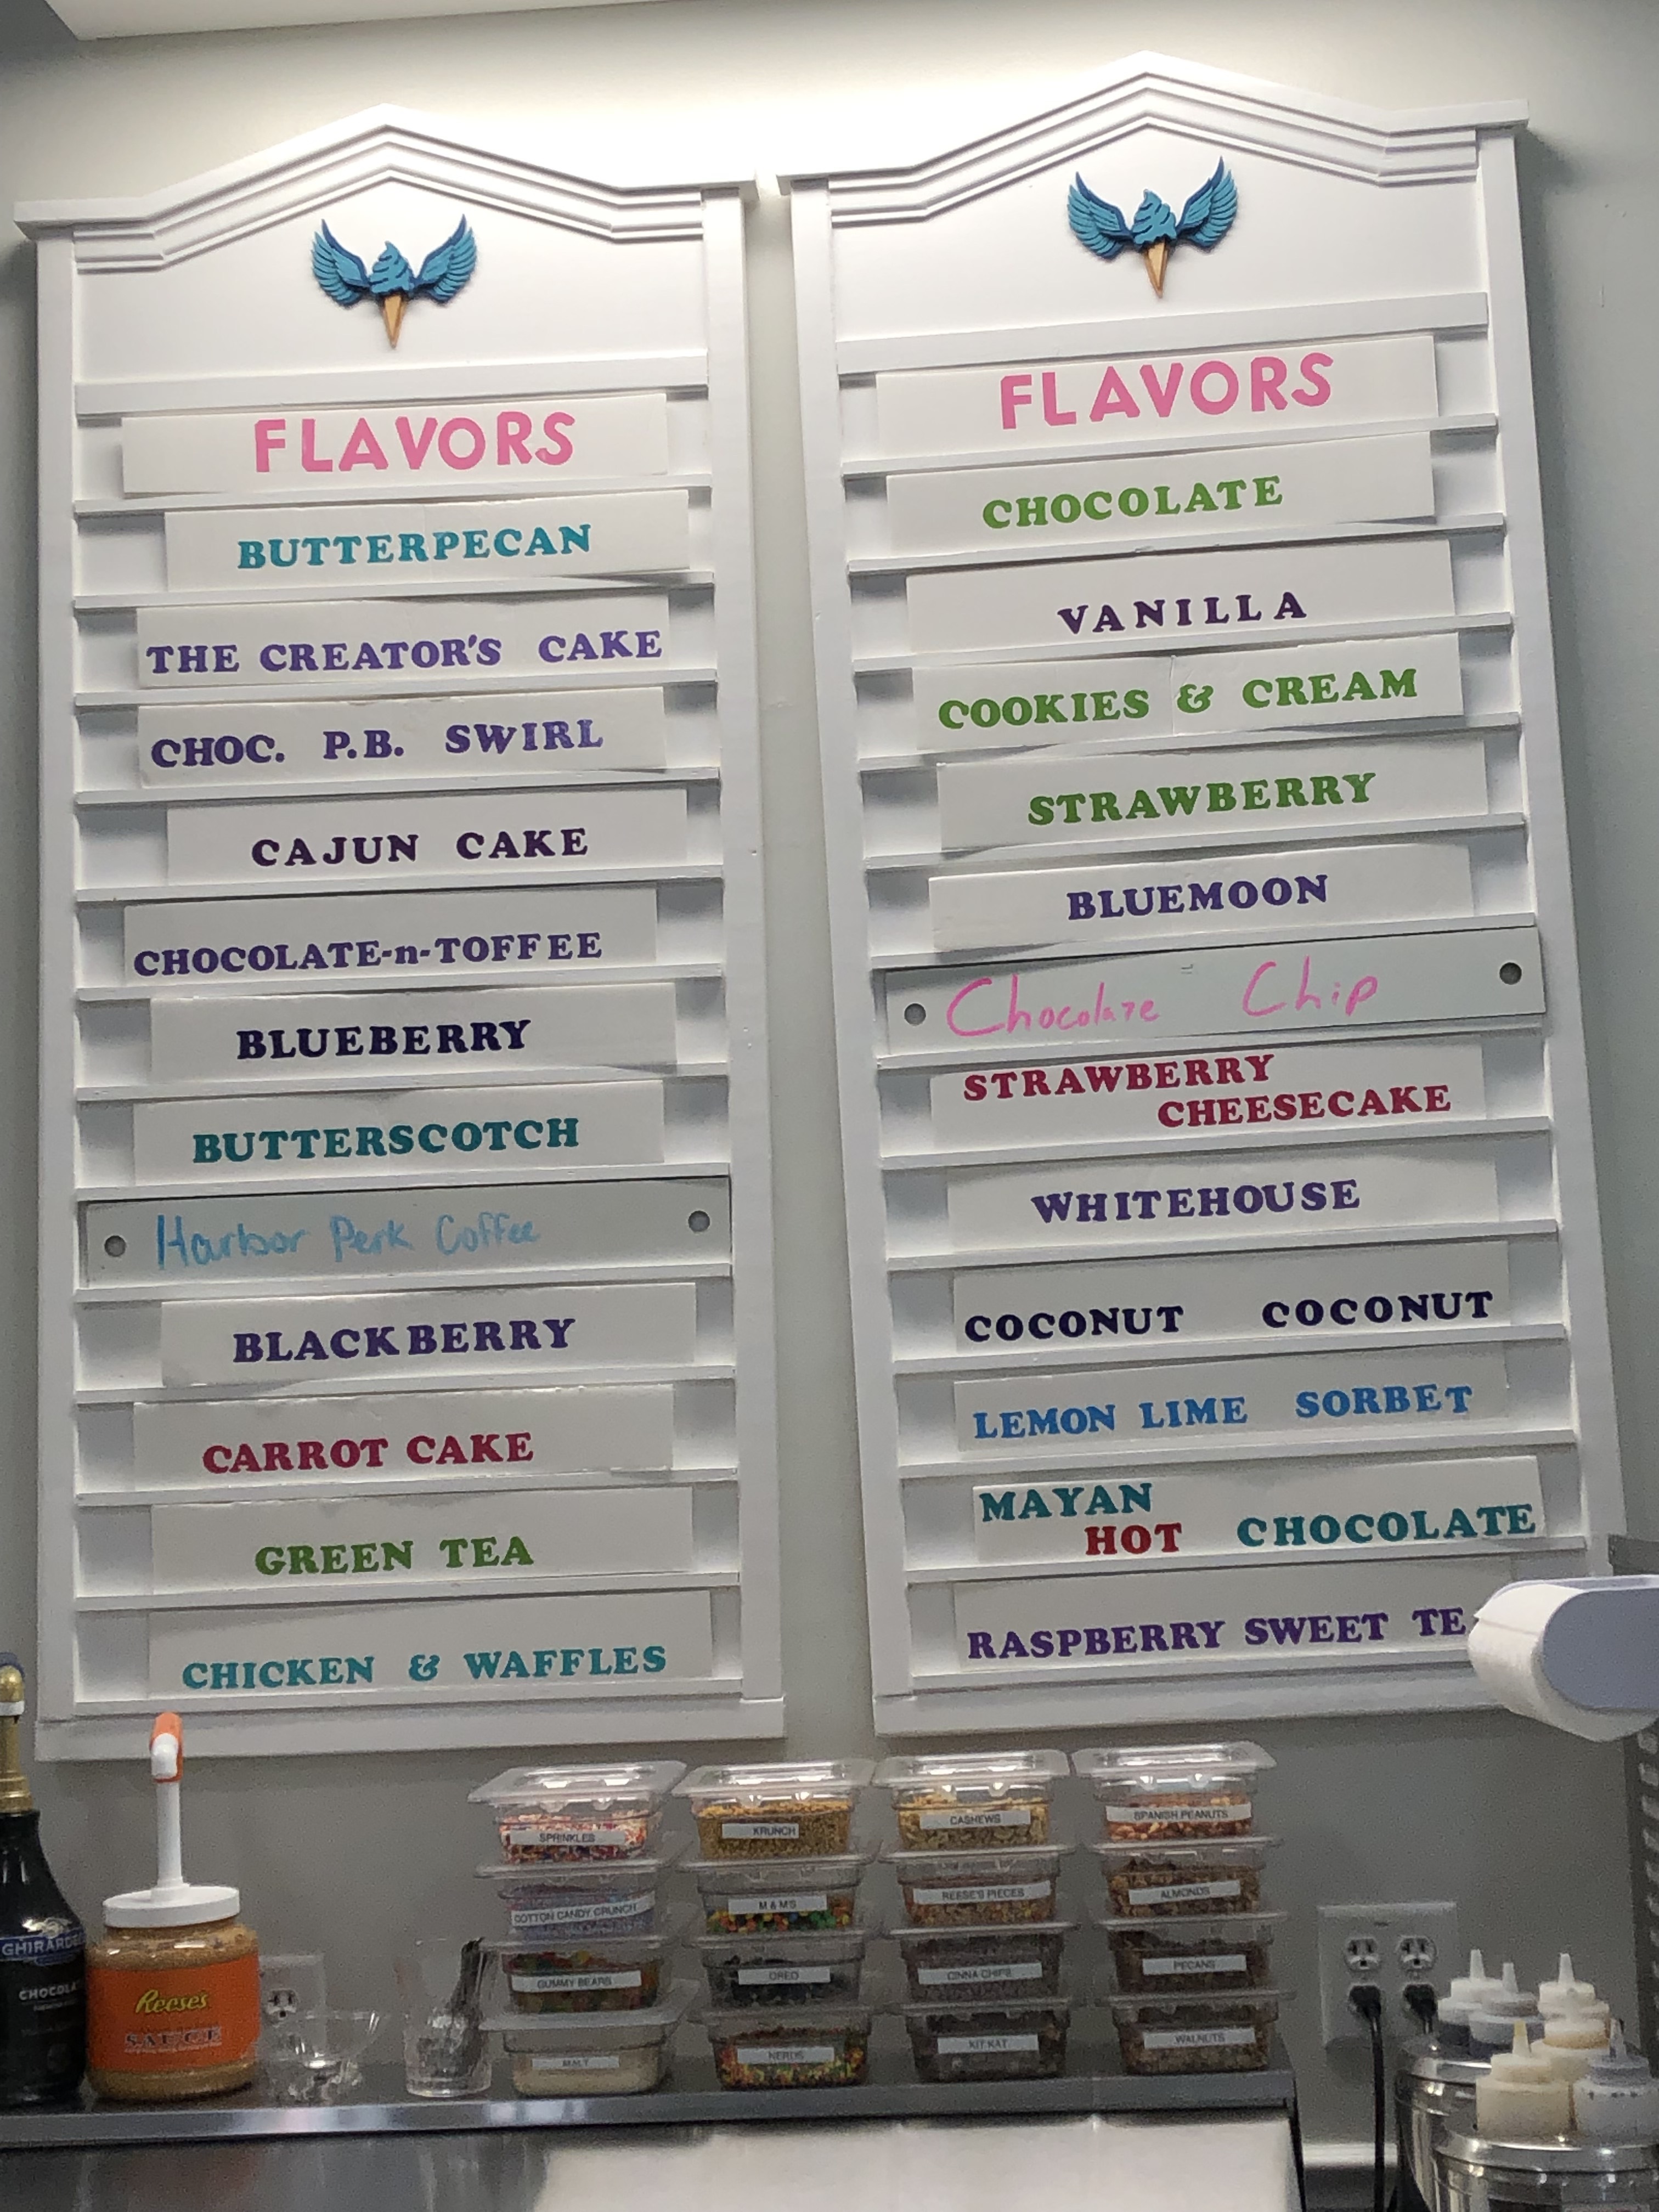 FLAVORS
BUTTERPECAN
THE CREATOR'S CAKE
CHOC. P.B. SWIRL
CAJUN CAKE
CHOCOLATE-n-TOFFEE
BLUEBERRY
BUTTERSCOTCH
Harbor Perk Coffee
BLACKBERRY
CARROT CAKE
GREEN TEA
CHICKEN & WAFFLES
FLAVORS
CHOCOLATE
VANILLA
COOKIES & CREAM
STRAWBERRY
BLUEMOON
Chocolate Chip
STRAWBERRY
CHEESECAKE
WHITEHOUSE
COCONUT COCONUT
LEMON LIME SORBET
MAYAN
HOT CHOCOLATE
RASPBERRY SWEET TE
GHIRARDE
CHOCOLA
Reese's
SAUCE
SPRINKLES
COTTON CANDY CRUNCH
GUMMY BEARS
MALT
KRUNCH
M & M'S
OREO
NERDS
CASHEWS
REESE'S PIECES
CINNA CHIPS
KIT KAT
SPANISH PEANUTS
ALMONDS
PECANS
WALNUTS